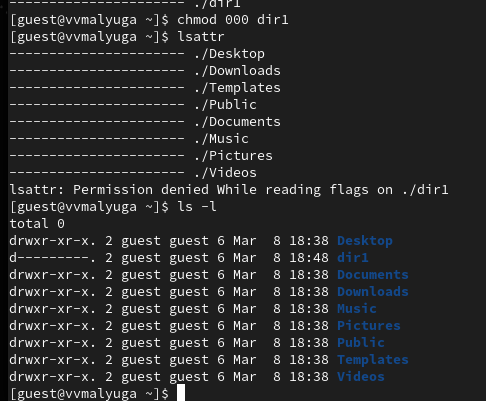 ---------------------- ./dir1
[guest@vvmalyuga ~]$ chmod 000 dir1
[guest@vvmalyuga ~]$ lsattr
---------------------- ./Desktop
---------------------- ./Downloads
---------------------- ./Templates
---------------------- ./Public
---------------------- ./Documents
---------------------- ./Music
---------------------- ./Pictures
---------------------- ./Videos
lsattr: Permission denied While reading flags on ./dir1
[guest@vvmalyuga ~]$ ls -l
total 0
drwxr-xr-x. 2 guest guest 6 Mar  8 18:38 Desktop
d---------. 2 guest guest 6 Mar  8 18:48 dir1
drwxr-xr-x. 2 guest guest 6 Mar  8 18:38 Documents
drwxr-xr-x. 2 guest guest 6 Mar  8 18:38 Downloads
drwxr-xr-x. 2 guest guest 6 Mar  8 18:38 Music
drwxr-xr-x. 2 guest guest 6 Mar  8 18:38 Pictures
drwxr-xr-x. 2 guest guest 6 Mar  8 18:38 Public
drwxr-xr-x. 2 guest guest 6 Mar  8 18:38 Templates
drwxr-xr-x. 2 guest guest 6 Mar  8 18:38 Videos
[guest@vvmalyuga ~]$